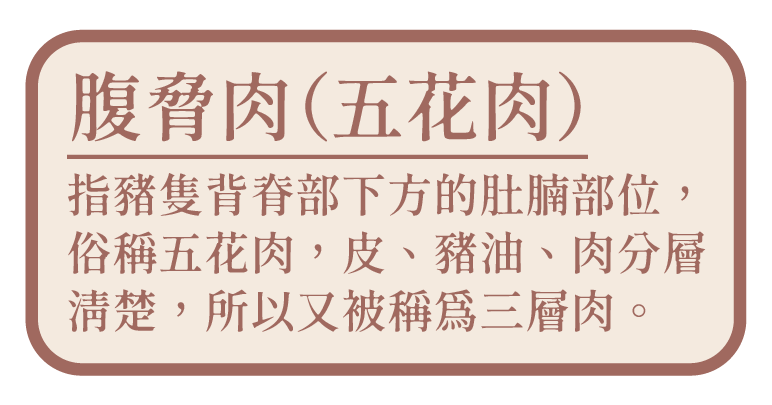 腹脅肉(五花肉)
指豬隻背脊部下方的肚腩部位，
俗稱五花肉，皮、豬油、肉分層
清楚，所以又被稱為三層肉。